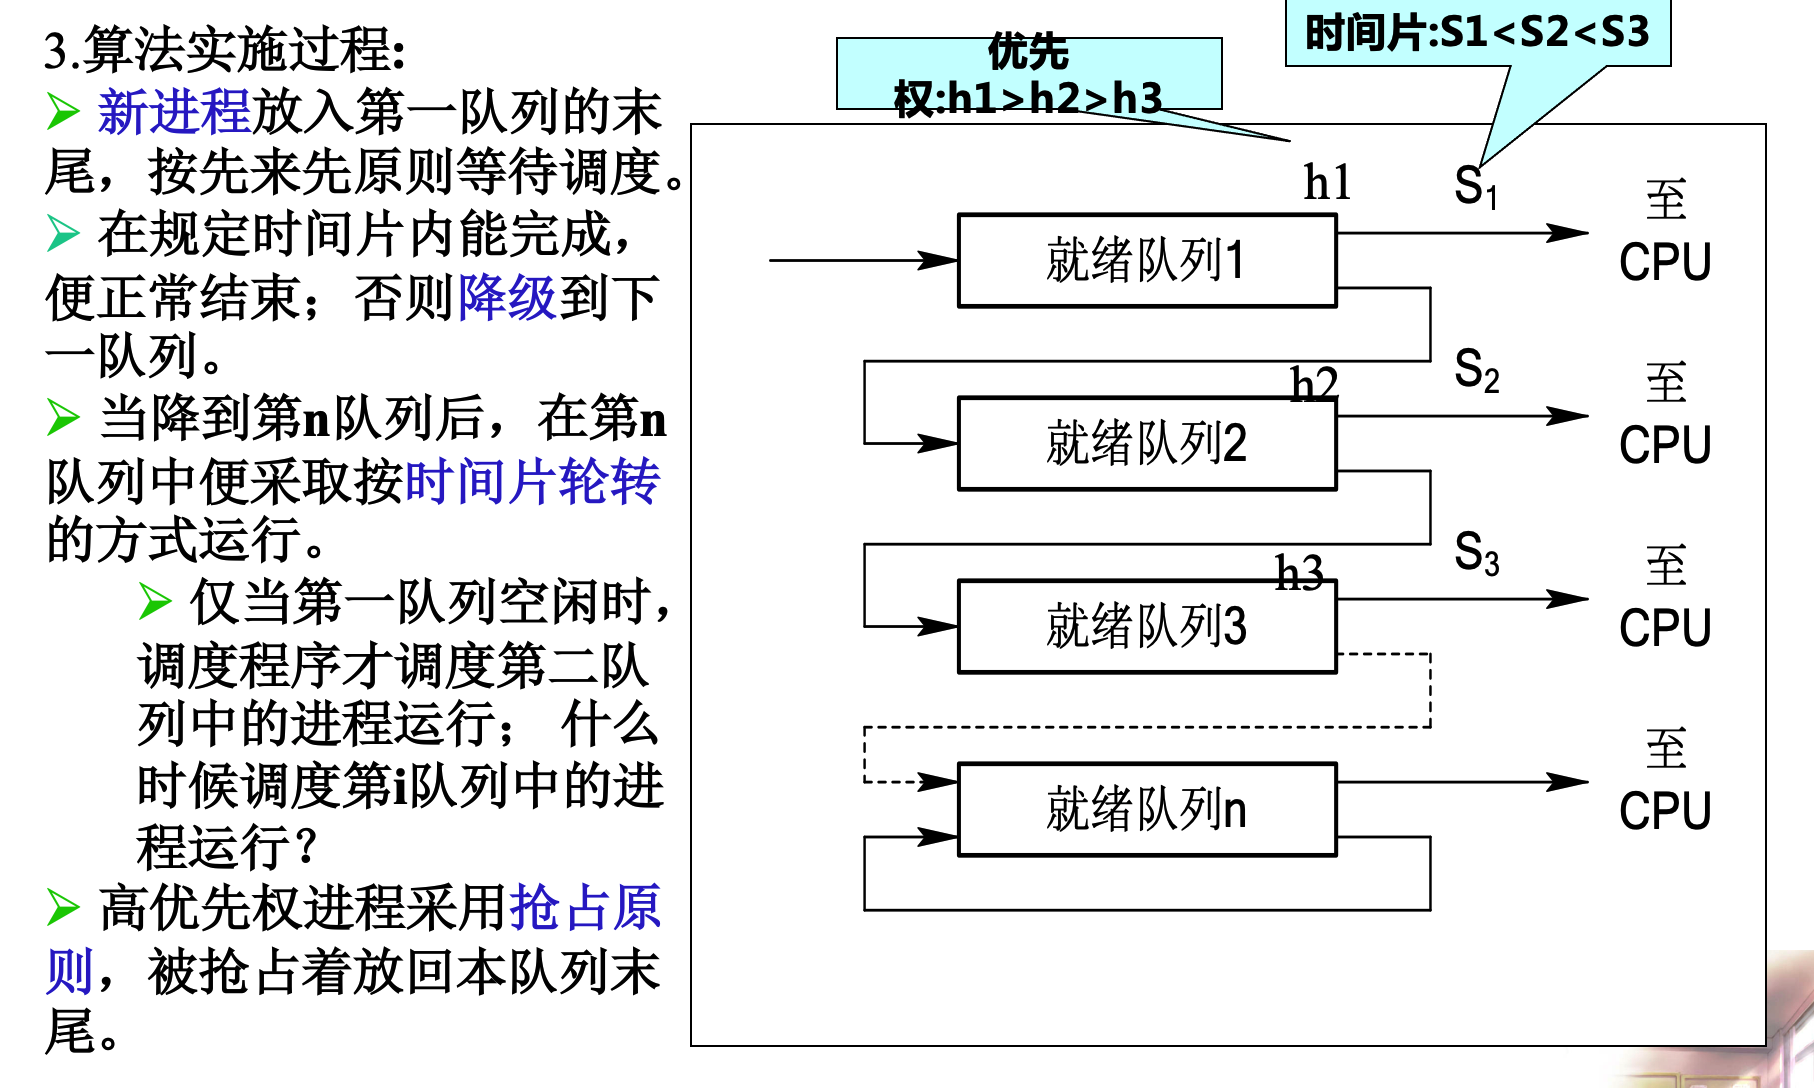 3.算法实施过程:
新进程放入第一队列的末
尾，按先来先原则等待调度。
在规定时间片内能完成，
便正常结束；否则降级到下
一队列。
当降到第n队列后，在第n
队列中便采取按时间片轮转
的方式运行。
仅当第一队列空闲时，
调度程序才调度第二队
列中的进程运行； 什么
时候调度第i队列中的进
程运行？
高优先权进程采用抢占原
则，被抢占着放回本队列末
尾。
优先
权:h1>h2>h3
时间片:S1<S2<S3
h1
S1
至
CPU
就绪队列1
h2
S2
至
CPU
就绪队列2
h3
S3
至
CPU
就绪队列3
至
CPU
就绪队列n